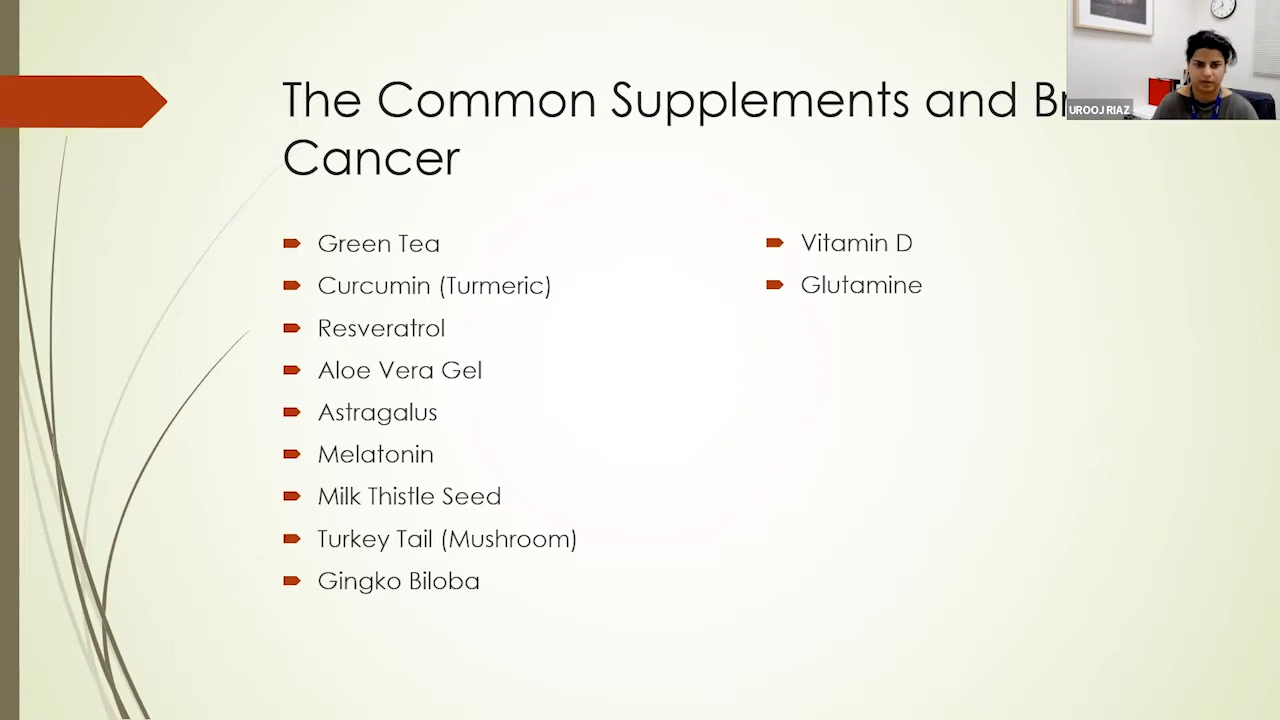 The Common Supplements and
Cancer
Green Tea
Curcumin (Turmeric)
Resveratrol
Aloe Vera Gel
Astragalus
Melatonin
Milk Thistle Seed
Turkey Tail (Mushroom)
Gingko Biloba
Vitamin D
Glutamine
UROOJ RIAZ